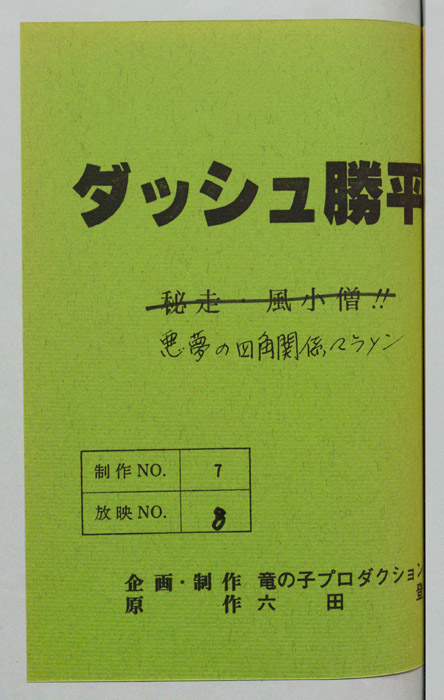 ダッシュ勝平
秘走・風小僧!!
悪夢の四角関係マラソン
制作NO. 7
放映NO. 8
企画・制作 竜の子プロダクション
登
原作 六田